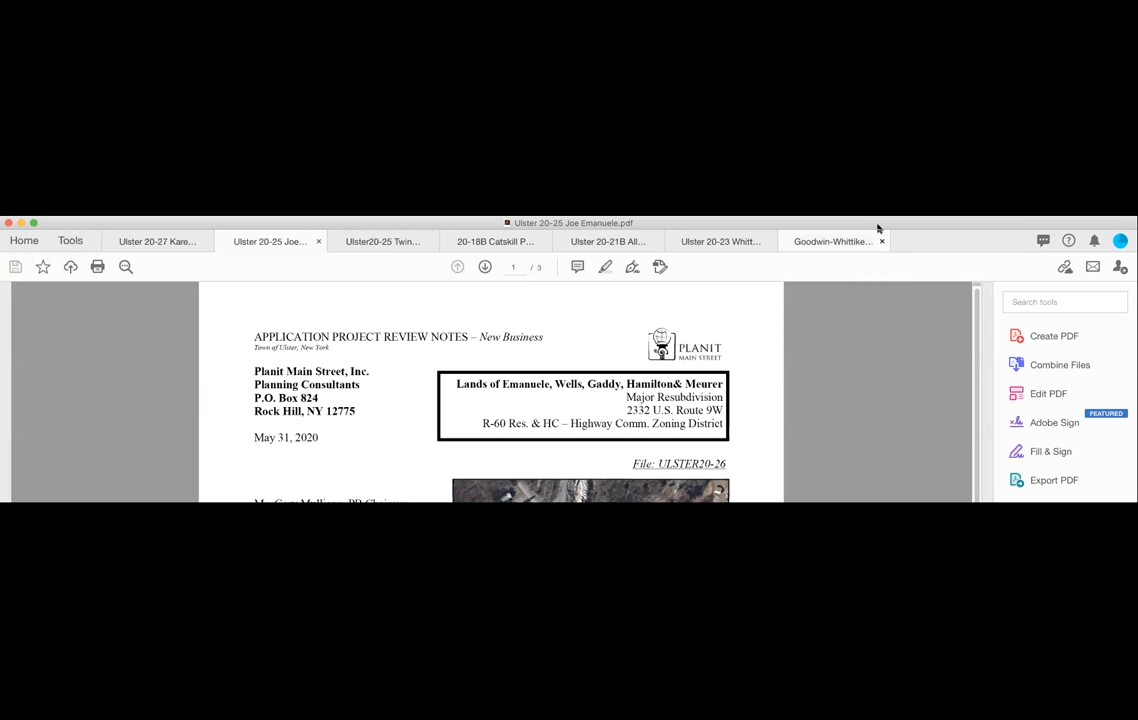 Ulster 20-25 Joe Emanuele.pdf
Home
Tools
Ulster 20-27 Kare...
Ulster 20-25 Joe... ×
Ulster20-25 Twin...
20-18B Catskill P...
Ulster 20-21B All...
Ulster 20-23 Whitt...
Goodwin-Whittike... ×
1 / 3
Search tools
Create PDF
Combine Files
Edit PDF
FEATURED
Adobe Sign
Fill & Sign
Export PDF
APPLICATION PROJECT REVIEW NOTES – New Business
Town of Ulster, New York
PLANIT
MAIN STREET
Planit Main Street, Inc.
Planning Consultants
P.O. Box 824
Rock Hill, NY 12775
May 31, 2020
Lands of Emanuele, Wells, Gaddy, Hamilton& Meurer
Major Resubdivision
2332 U.S. Route 9W
R-60 Res. & HC – Highway Comm. Zoning District
File: ULSTER20-26